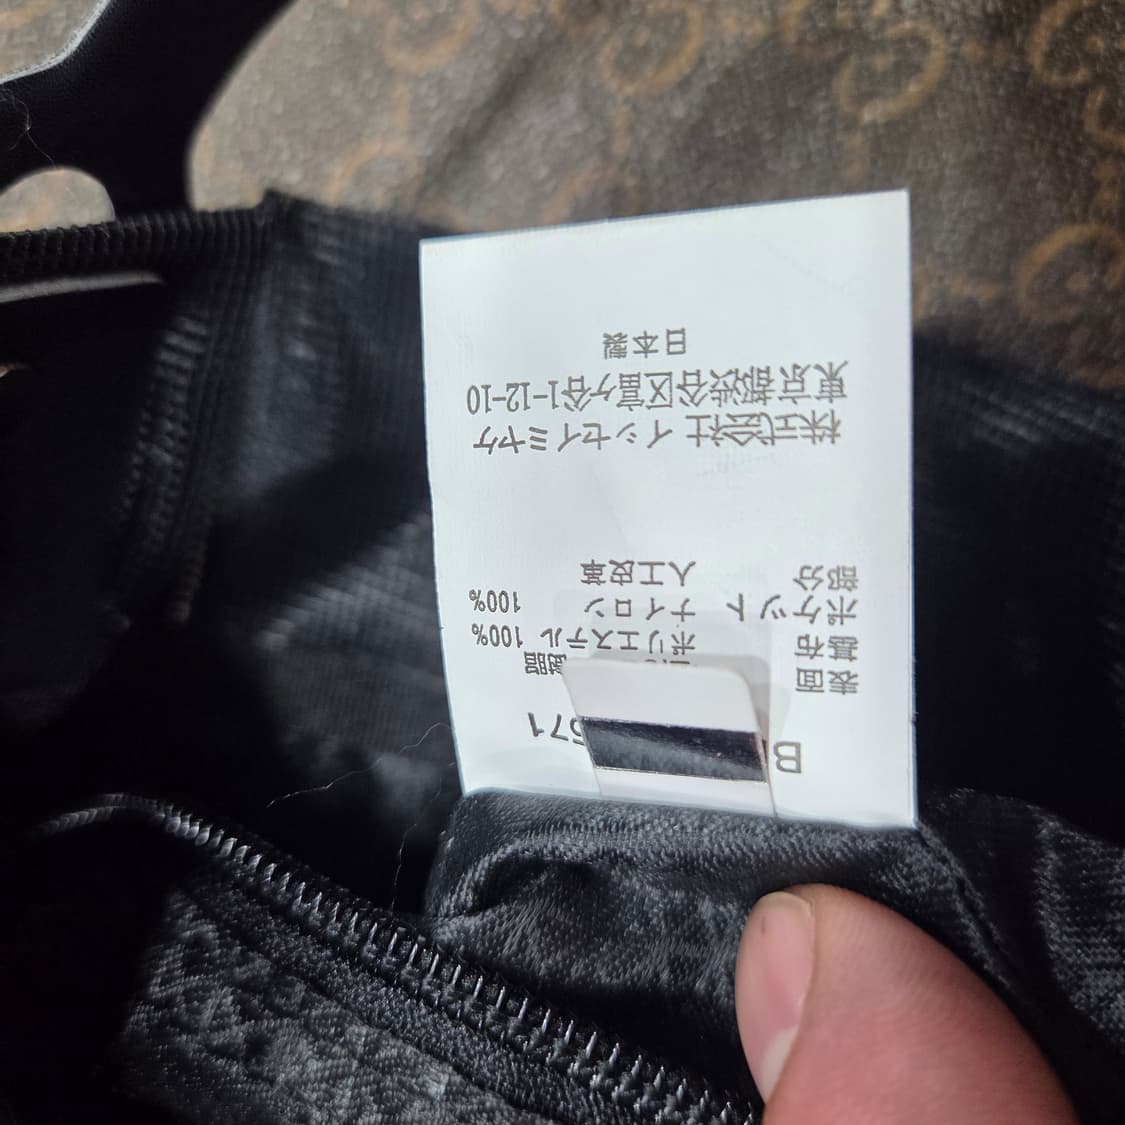 表面 樹脂
基布 ポリエステル 100%
ポケット ナイロン 100%
部分 人工皮革
株式会社 イッセイミヤケ
東京都渋谷区富ヶ谷1-12-10
日本製